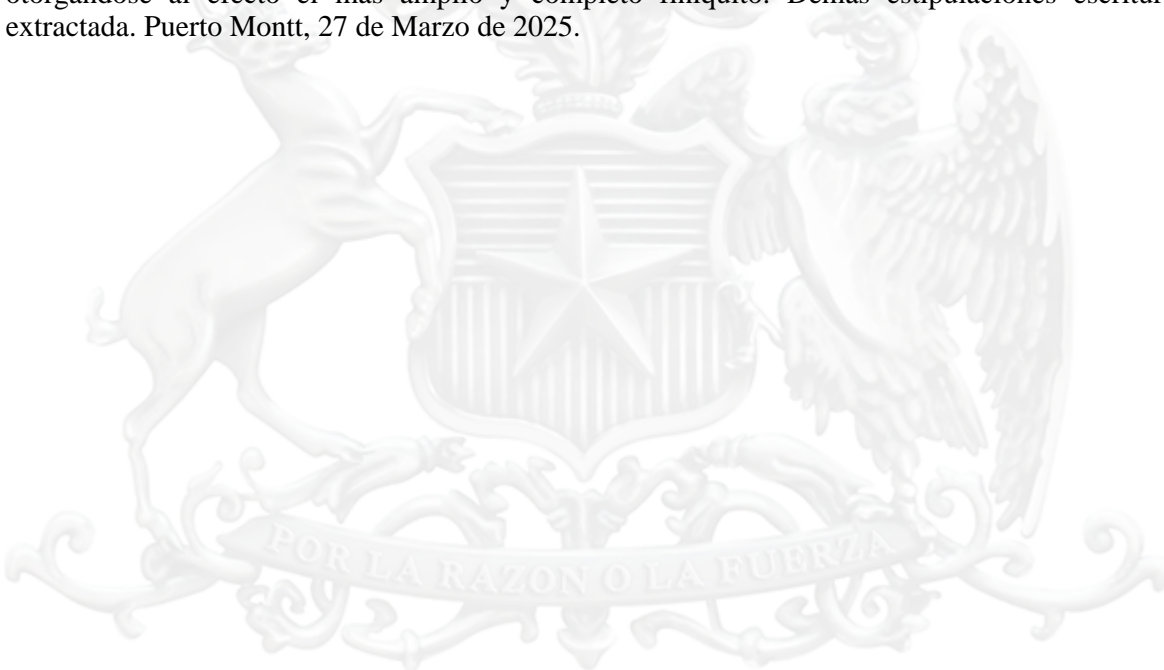 otorgándose al efecto el más amplio y completo finiquito. Demás estipulaciones escritura
extractada. Puerto Montt, 27 de Marzo de 2025.
POR LA RAZON O LA FUERZA